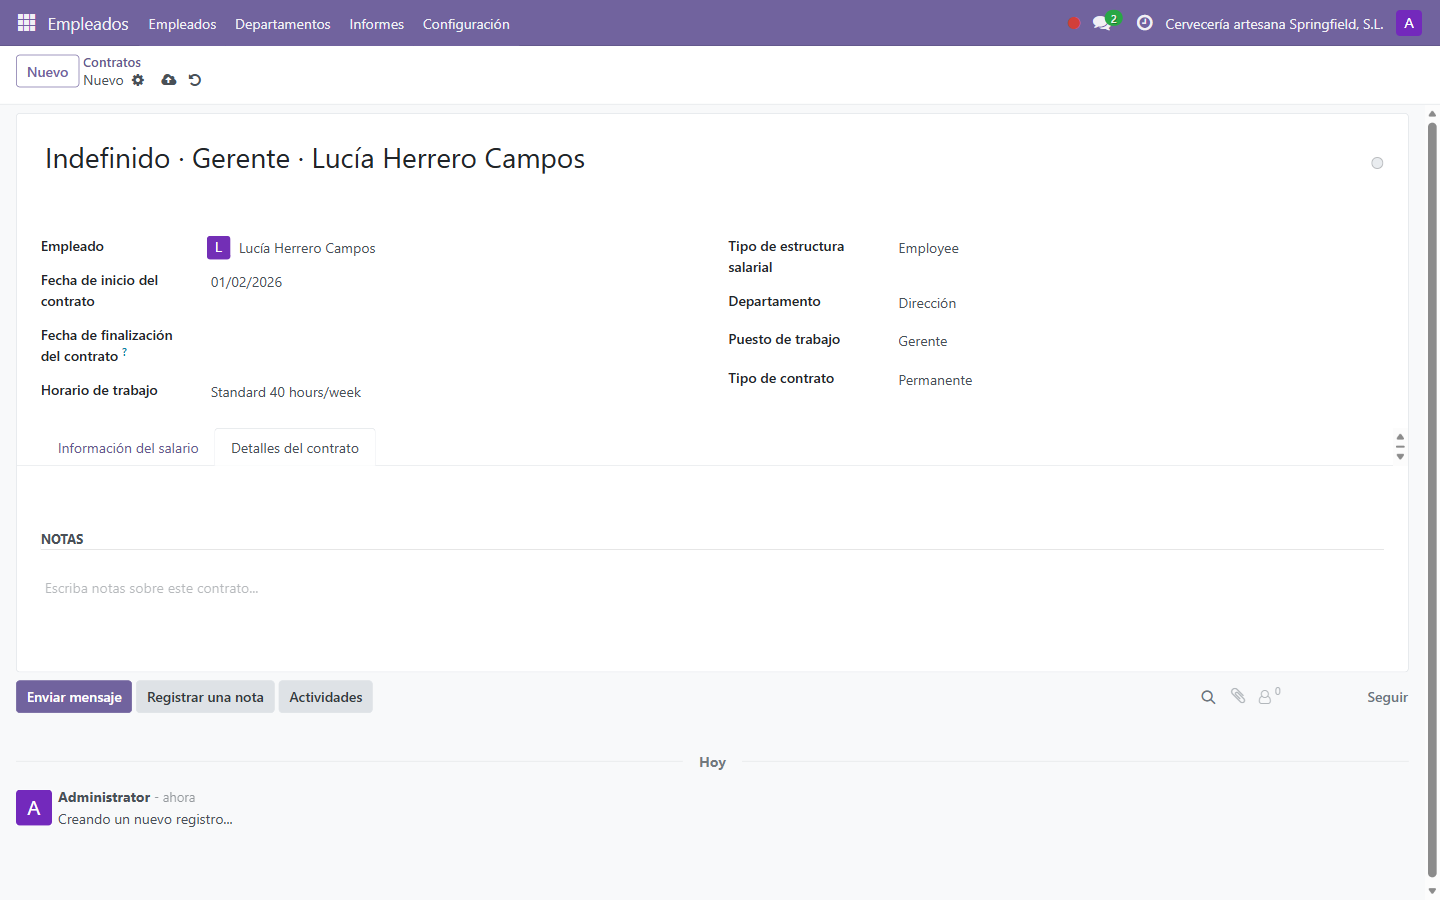 Empleados Empleados Departamentos Informes Configuración 2 Cervecería artesana Springfield, S.L. A
Nuevo
Contratos
Nuevo
Indefinido · Gerente · Lucía Herrero Campos
Empleado L Lucía Herrero Campos
Fecha de inicio del contrato 01/02/2026
Fecha de finalización del contrato ?
Horario de trabajo Standard 40 hours/week
Tipo de estructura salarial Employee
Departamento Dirección
Puesto de trabajo Gerente
Tipo de contrato Permanente
Información del salario Detalles del contrato
NOTAS
Escriba notas sobre este contrato...
Enviar mensaje Registrar una nota Actividades 0 Seguir
Hoy
A Administrator - ahora
Creando un nuevo registro...